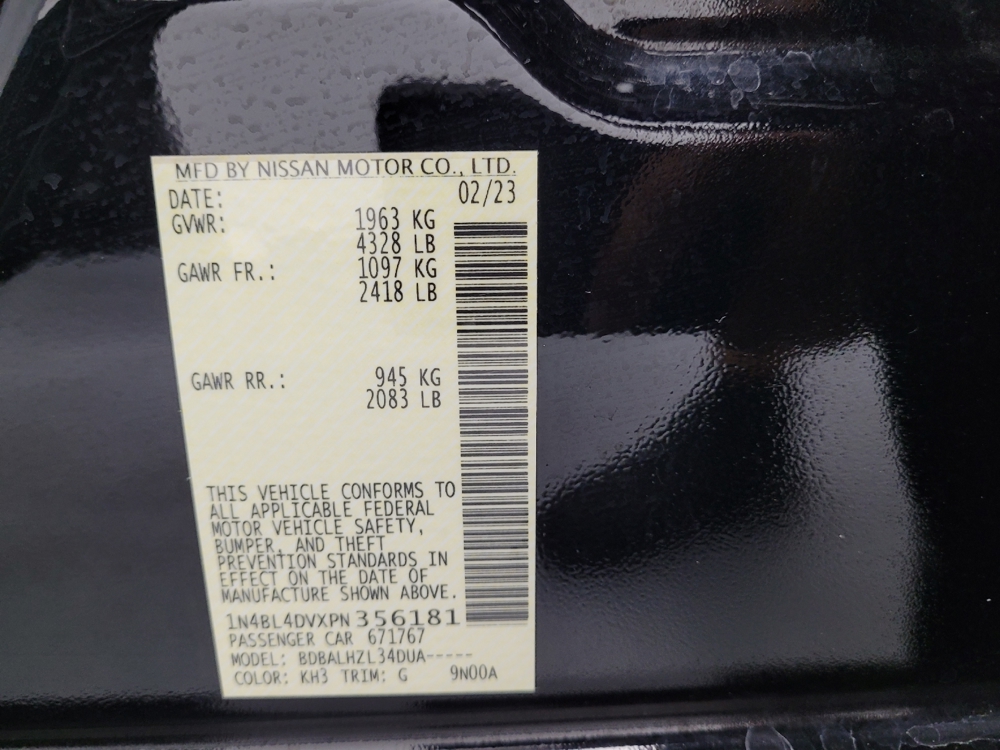 MFD BY NISSAN MOTOR CO., LTD.
DATE: 02/23
GVWR: 1963 KG
4328 LB
GAWR FR.: 1097 KG
2418 LB
GAWR RR.: 945 KG
2083 LB
THIS VEHICLE CONFORMS TO
ALL APPLICABLE FEDERAL
MOTOR VEHICLE SAFETY,
BUMPER, AND THEFT
PREVENTION STANDARDS IN
EFFECT ON THE DATE OF
MANUFACTURE SHOWN ABOVE.
1N4BL4DVXPN356181
PASSENGER CAR 671767
MODEL: BDBALHZL34DUA-----
COLOR: KH3 TRIM: G 9N00A